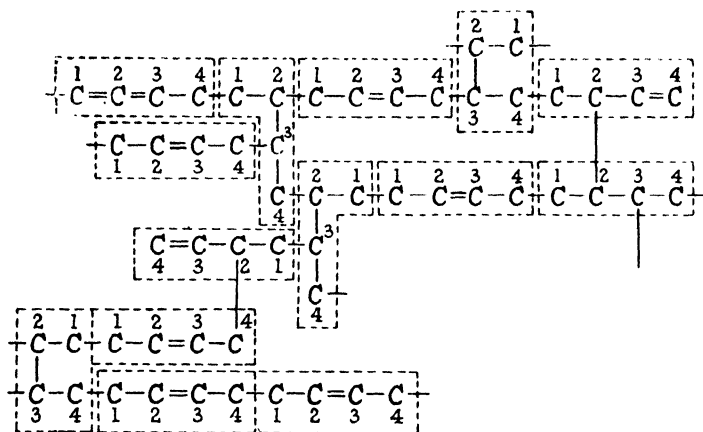 2 1
-C-C-
1 2 3 4 1 2 1 2 3 4 1 2 3 4
-C=C=C-C-C-C-C-C=C-C-C-C-C-C-C=C
3 4
-C-C=C-C-C 3
1 2 3 4
2 1 1 2 3 4 1 2 3 4
C-C-C-C-C=C-C-C-C-C-C-
4
C=C-C-C-C 3
4 3 2 1
C-
4
2 1 1 2 3 4
-C-C-C-C=C-C
-C-C-C-C=C-C-C-C=C-C-
3 4 1 2 3 4 1 2 3 4